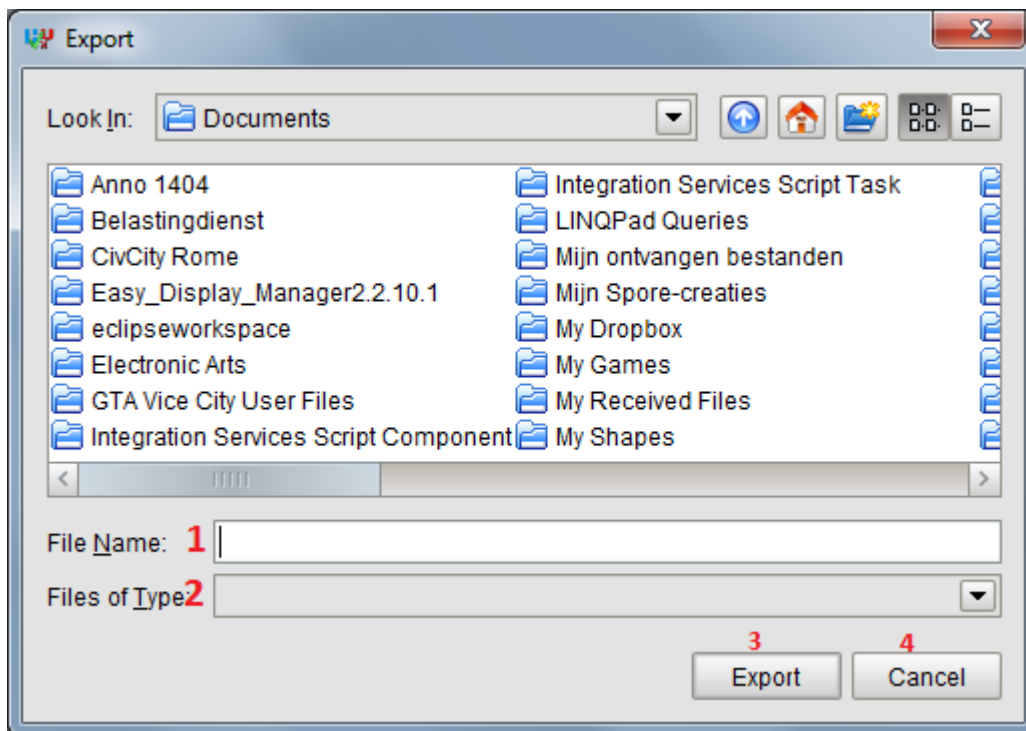 Export
Look In: Documents
Anno 1404
Belastingdienst
CivCity Rome
Easy_Display_Manager2.2.10.1
eclipseworkspace
Electronic Arts
GTA Vice City User Files
Integration Services Script Component
Integration Services Script Task
LINQPad Queries
Mijn ontvangen bestanden
Mijn Spore-creaties
My Dropbox
My Games
My Received Files
My Shapes
File Name: 1
Files of Type: 2
3 4
Export Cancel